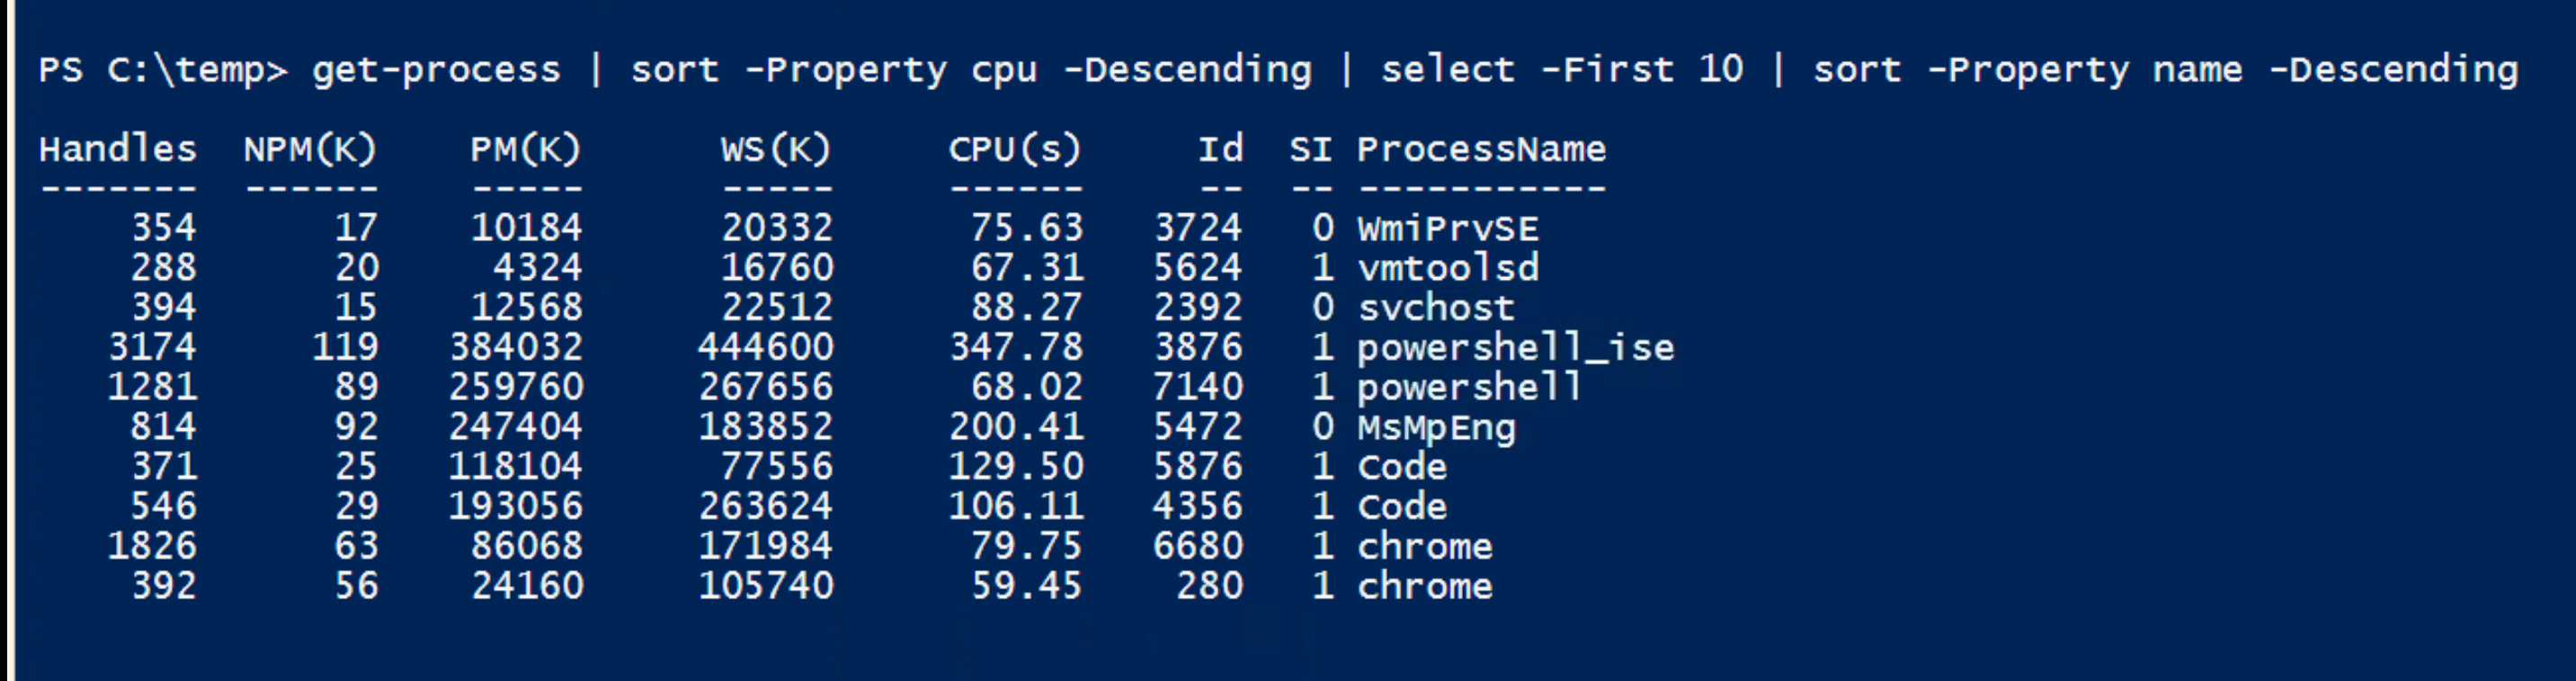 PS C:\temp> get-process | sort -Property cpu -Descending | select -First 10 | sort -Property name -Descending
Handles  NPM(K)    PM(K)      WS(K)     CPU(s)     Id  SI ProcessName
-------  ------    -----      -----     ------     --  -- -----------
    354      17    10184      20332      75.63   3724   0 WmiPrvSE
    288      20     4324      16760      67.31   5624   1 vmtoolsd
    394      15    12568      22512      88.27   2392   0 svchost
   3174     119   384032     444600     347.78   3876   1 powershell_ise
   1281      89   259760     267656      68.02   7140   1 powershell
    814      92   247404     183852     200.41   5472   0 MsMpEng
    371      25   118104      77556     129.50   5876   1 Code
    546      29   193056     263624     106.11   4356   1 Code
   1826      63    86068     171984      79.75   6680   1 chrome
    392      56    24160     105740      59.45    280   1 chrome